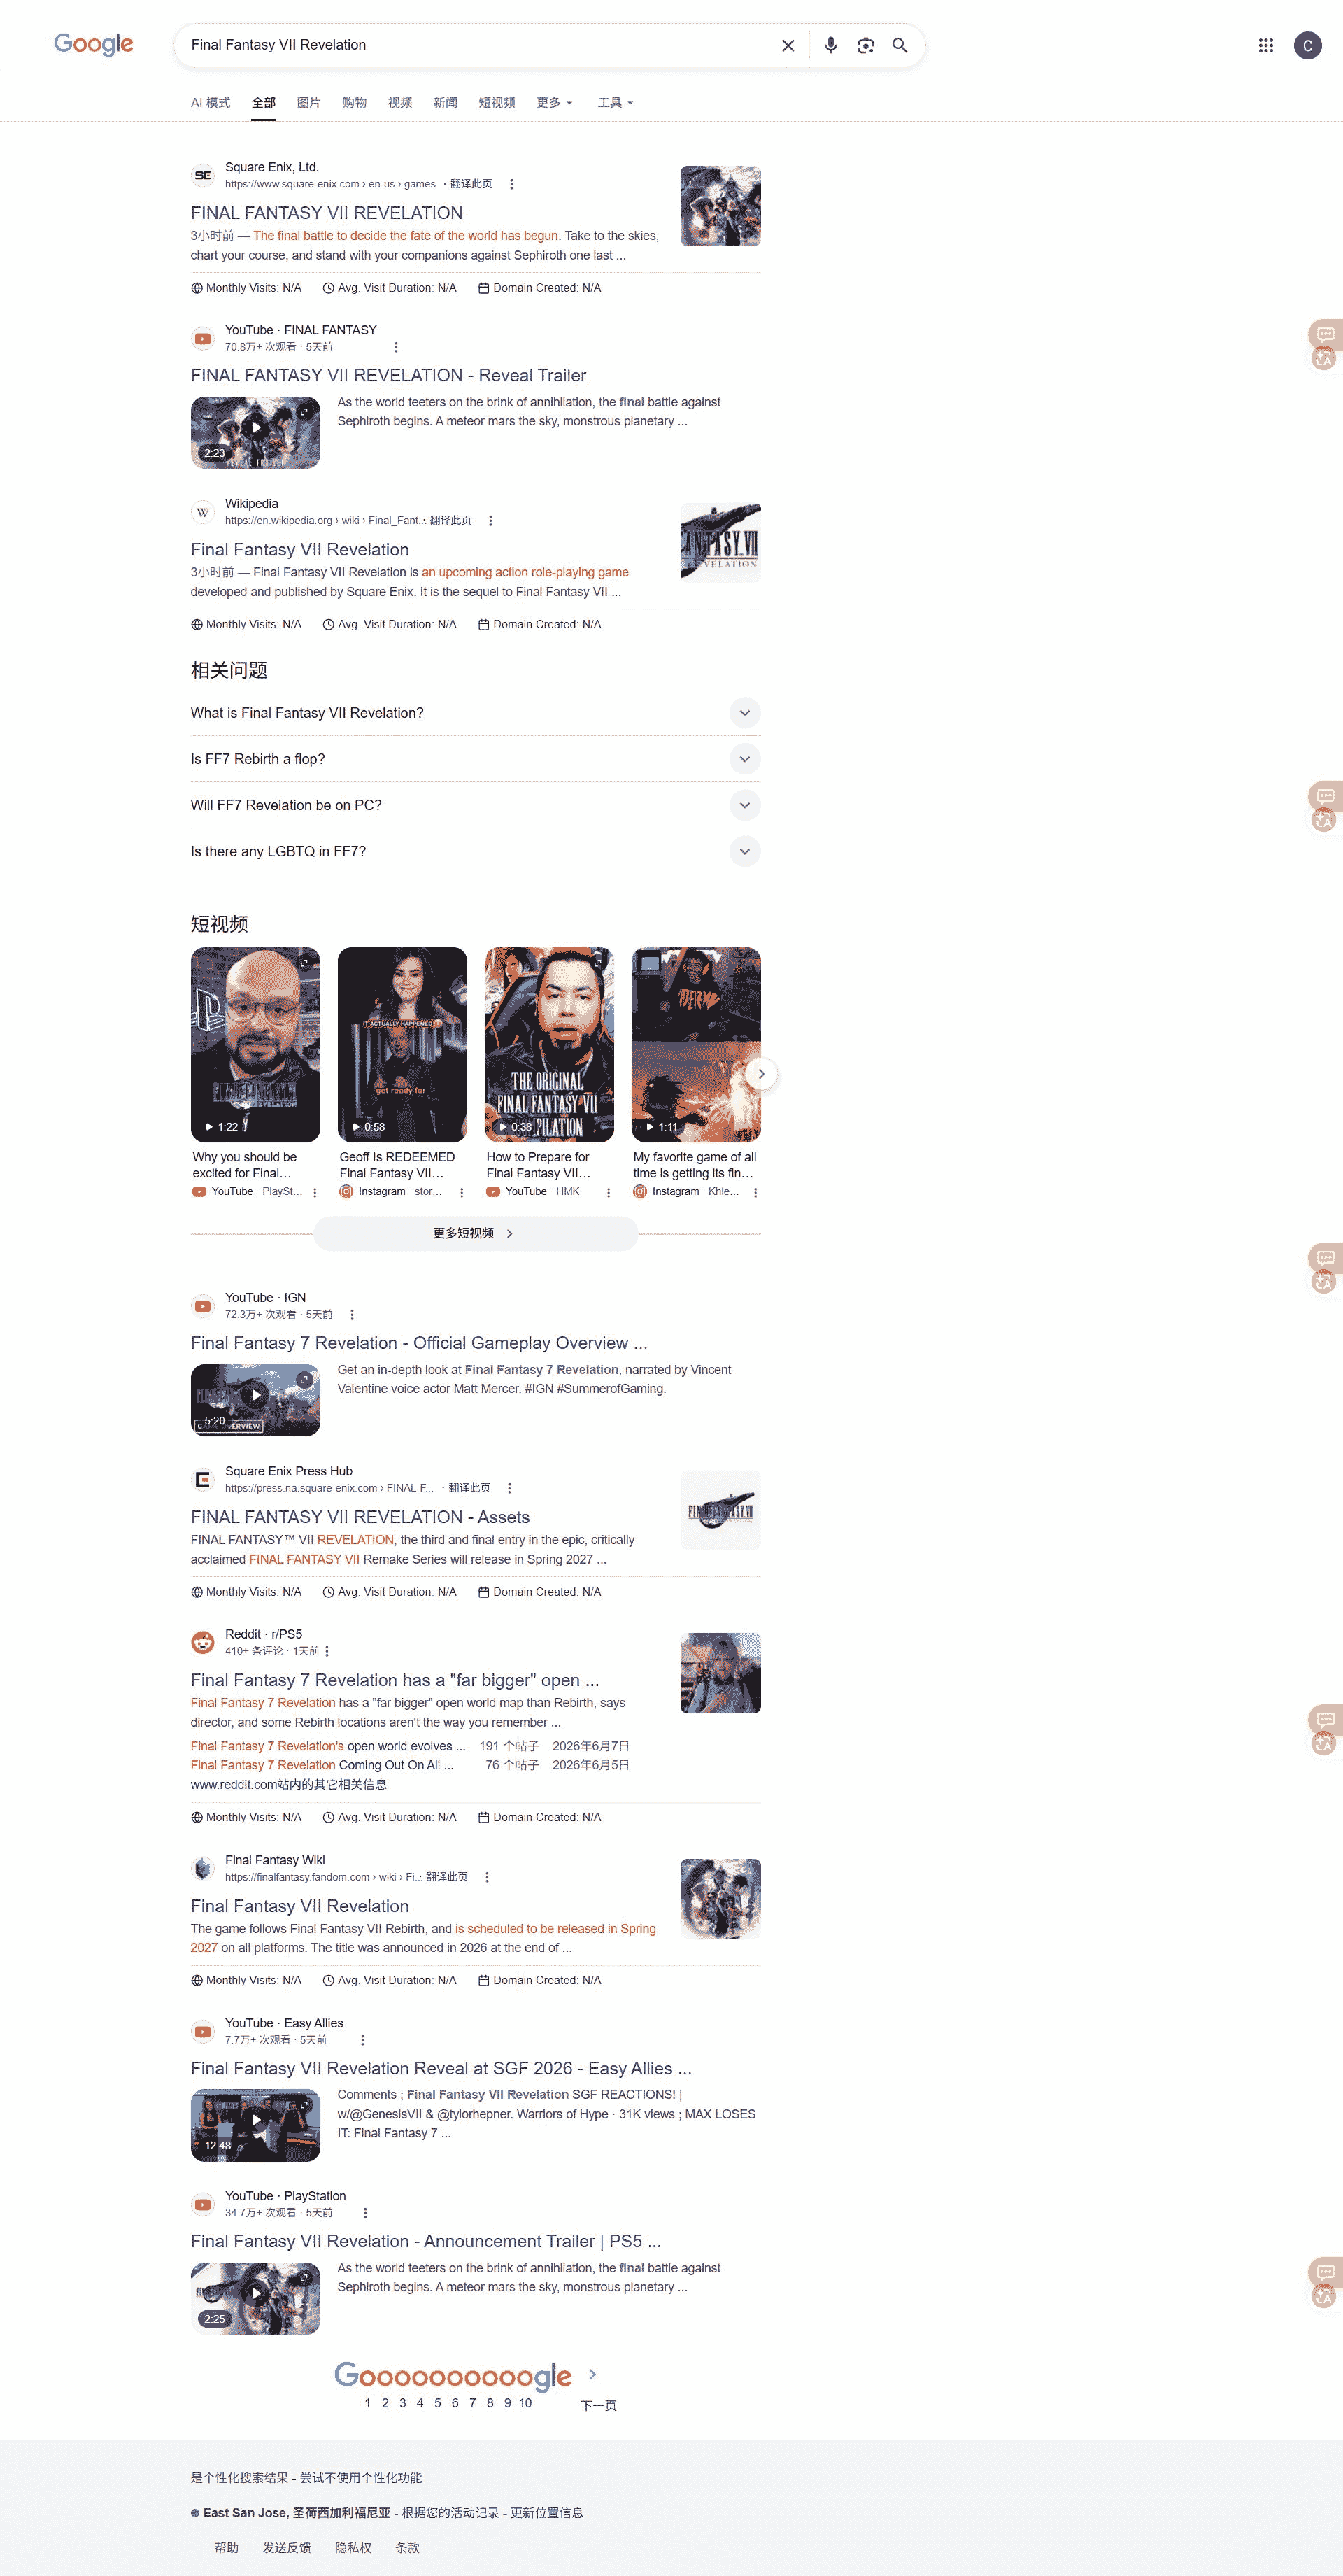 Google
Final Fantasy VII Revelation
C
AI 模式 全部 图片 购物 视频 新闻 短视频 更多 工具
Square Enix, Ltd.
https://www.square-enix.com › en-us › games · 翻译此页
FINAL FANTASY VII REVELATION
3小时前 — The final battle to decide the fate of the world has begun. Take to the skies,
chart your course, and stand with your companions against Sephiroth one last ...
Monthly Visits: N/A Avg. Visit Duration: N/A Domain Created: N/A
YouTube · FINAL FANTASY
70.8万+ 次观看 · 5天前
FINAL FANTASY VII REVELATION - Reveal Trailer
As the world teeters on the brink of annihilation, the final battle against
Sephiroth begins. A meteor mars the sky, monstrous planetary ...
2:23
REVEAL TRAILER
Wikipedia
https://en.wikipedia.org › wiki › Final_Fant... · 翻译此页
Final Fantasy VII Revelation
3小时前 — Final Fantasy VII Revelation is an upcoming action role-playing game
developed and published by Square Enix. It is the sequel to Final Fantasy VII ...
Monthly Visits: N/A Avg. Visit Duration: N/A Domain Created: N/A
相关问题
What is Final Fantasy VII Revelation?
Is FF7 Rebirth a flop?
Will FF7 Revelation be on PC?
Is there any LGBTQ in FF7?
短视频
IT ACTUALLY HAPPENED
get ready for
THE ORIGINAL
FINAL FANTASY VII
PILATION
1:22 0:58 0:38 1:11
Why you should be
excited for Final...
YouTube · PlaySt...
Geoff Is REDEEMED
Final Fantasy VII...
Instagram · stor...
How to Prepare for
Final Fantasy VII...
YouTube · HMK
My favorite game of all
time is getting its fin...
Instagram · Khle...
更多短视频
YouTube · IGN
72.3万+ 次观看 · 5天前
Final Fantasy 7 Revelation - Official Gameplay Overview ...
Get an in-depth look at Final Fantasy 7 Revelation, narrated by Vincent
Valentine voice actor Matt Mercer. #IGN #SummerofGaming.
5:20
Square Enix Press Hub
https://press.na.square-enix.com › FINAL-F... · 翻译此页
FINAL FANTASY VII REVELATION - Assets
FINAL FANTASY™ VII REVELATION, the third and final entry in the epic, critically
acclaimed FINAL FANTASY VII Remake Series will release in Spring 2027 ...
Monthly Visits: N/A Avg. Visit Duration: N/A Domain Created: N/A
Reddit · r/PS5
410+ 条评论 · 1天前
Final Fantasy 7 Revelation has a "far bigger" open ...
Final Fantasy 7 Revelation has a "far bigger" open world map than Rebirth, says
director, and some Rebirth locations aren't the way you remember ...
Final Fantasy 7 Revelation's open world evolves ... 191 个帖子 2026年6月7日
Final Fantasy 7 Revelation Coming Out On All ... 76 个帖子 2026年6月5日
www.reddit.com站内的其它相关信息
Monthly Visits: N/A Avg. Visit Duration: N/A Domain Created: N/A
Final Fantasy Wiki
https://finalfantasy.fandom.com › wiki › Fi... · 翻译此页
Final Fantasy VII Revelation
The game follows Final Fantasy VII Rebirth, and is scheduled to be released in Spring
2027 on all platforms. The title was announced in 2026 at the end of ...
Monthly Visits: N/A Avg. Visit Duration: N/A Domain Created: N/A
YouTube · Easy Allies
7.7万+ 次观看 · 5天前
Final Fantasy VII Revelation Reveal at SGF 2026 - Easy Allies ...
Comments ; Final Fantasy VII Revelation SGF REACTIONS! |
w/@GenesisVII & @tylorhepner. Warriors of Hype · 31K views ; MAX LOSES
IT: Final Fantasy 7 ...
12:48
YouTube · PlayStation
34.7万+ 次观看 · 5天前
Final Fantasy VII Revelation - Announcement Trailer | PS5 ...
As the world teeters on the brink of annihilation, the final battle against
Sephiroth begins. A meteor mars the sky, monstrous planetary ...
2:25
Goooooooooogle
1 2 3 4 5 6 7 8 9 10 下一页
是个性化搜索结果 - 尝试不使用个性化功能
East San Jose, 圣荷西加利福尼亚 - 根据您的活动记录 - 更新位置信息
帮助 发送反馈 隐私权 条款